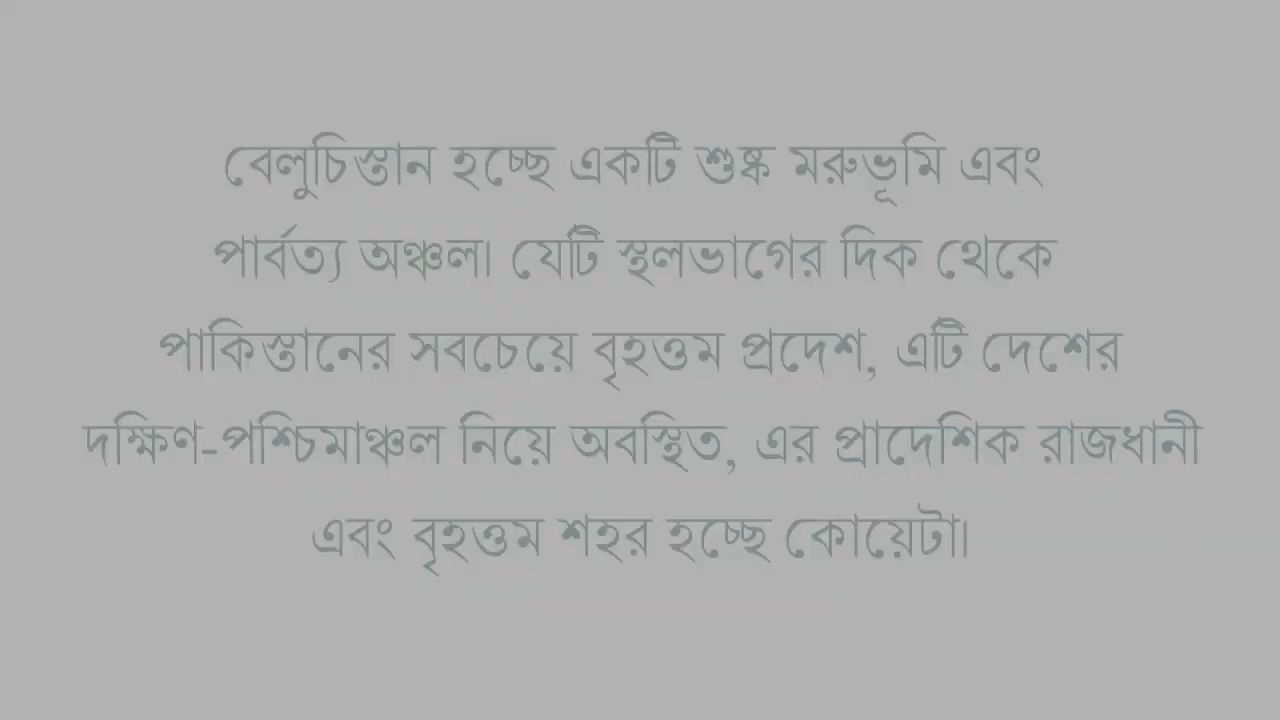 বেলুচিস্তান হচ্ছে একটি শুষ্ক মরুভূমি এবং
পার্বত্য অঞ্চল। যেটি স্থলভাগের দিক থেকে
পাকিস্তানের সবচেয়ে বৃহত্তম প্রদেশ, এটি দেশের
দক্ষিণ-পশ্চিমাঞ্চল নিয়ে অবস্থিত, এর প্রাদেশিক রাজধানী
এবং বৃহত্তম শহর হচ্ছে কোয়েটা।